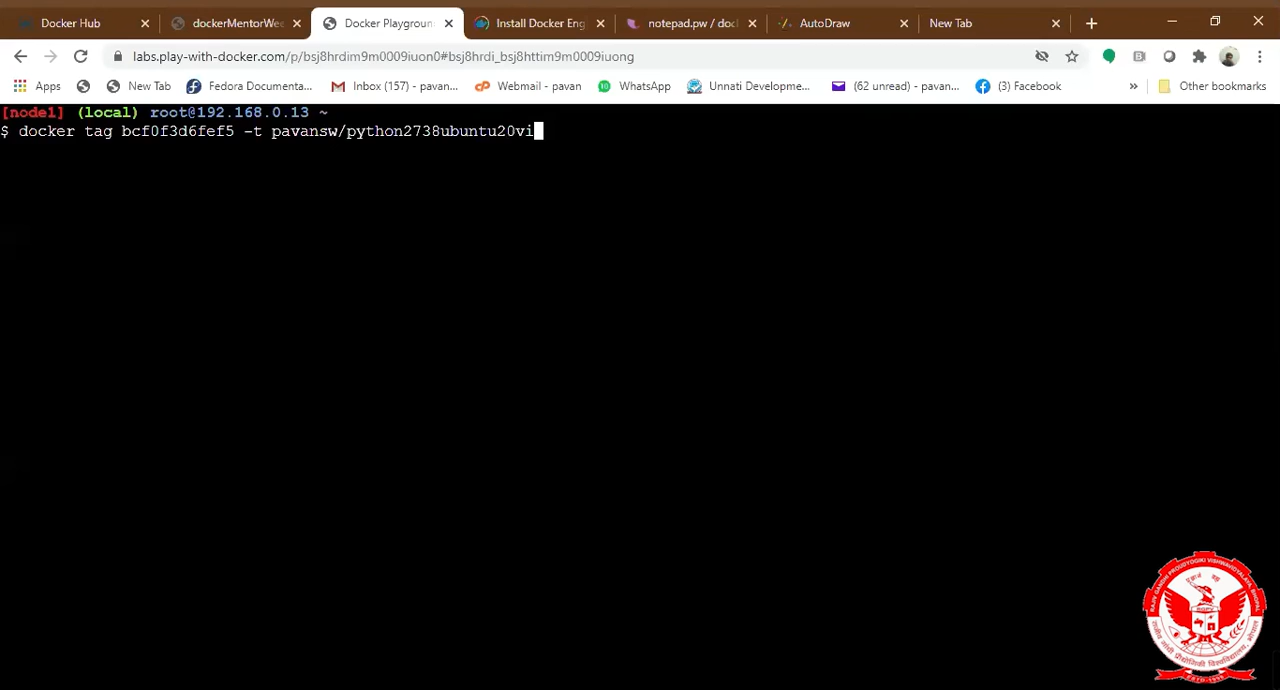 Docker Hub
dockerMentorWee
Docker Playgroun
Install Docker Eng
notepad.pw / doc
AutoDraw
New Tab
labs.play-with-docker.com/p/bsj8hrdim9m0009iuon0#bsj8hrdi_bsj8httim9m0009iuong
Apps
New Tab
Fedora Documenta...
Inbox (157) - pavan...
Webmail - pavan
WhatsApp
Unnati Developme...
(62 unread) - pavan...
(3) Facebook
Other bookmarks
[node1] (local) root@192.168.0.13 ~
$ docker tag bcf0f3d6fef5 -t pavansw/python2738ubuntu20vi